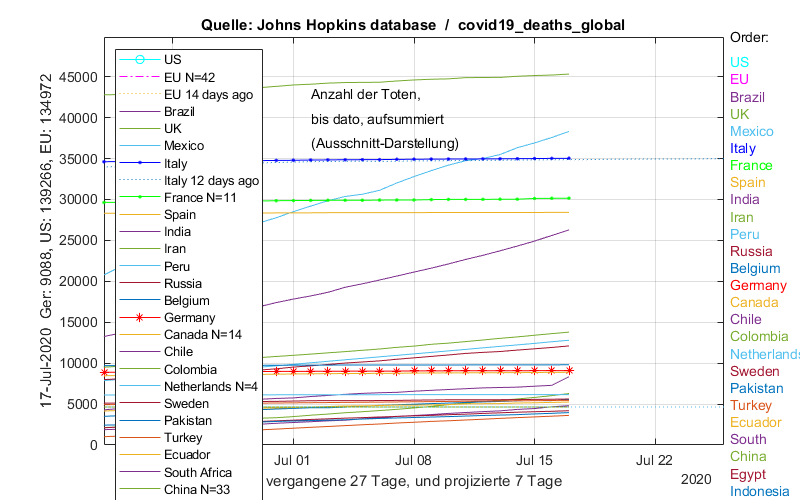 Quelle: Johns Hopkins database / covid19_deaths_global
17-Jul-2020 Ger: 9088, US: 139266, EU: 134972
45000
40000
35000
30000
25000
20000
15000
10000
5000
0
US
EU N=42
EU 14 days ago
Brazil
UK
Mexico
Italy
Italy 12 days ago
France N=11
Spain
India
Iran
Peru
Russia
Belgium
Germany
Canada N=14
Chile
Colombia
Netherlands N=4
Sweden
Pakistan
Turkey
Ecuador
South Africa
China N=33
Anzahl der Toten,
bis dato, aufsummiert
(Ausschnitt-Darstellung)
Jul 01 Jul 08 Jul 15 Jul 22
vergangene 27 Tage, und projizierte 7 Tage
2020
Order:
US
EU
Brazil
UK
Mexico
Italy
France
Spain
India
Iran
Peru
Russia
Belgium
Germany
Canada
Chile
Colombia
Netherlands
Sweden
Pakistan
Turkey
Ecuador
South
China
Egypt
Indonesia